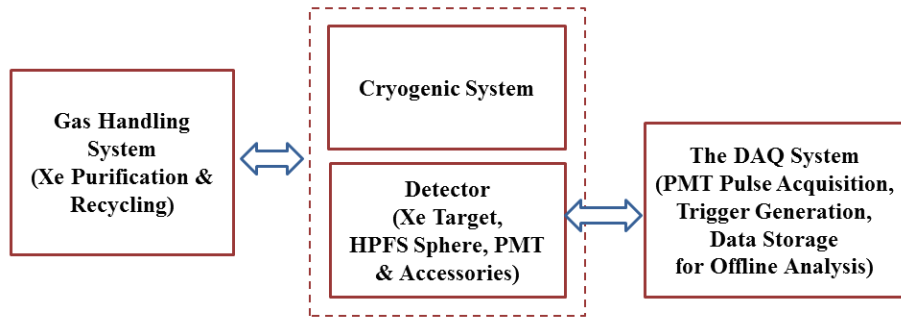 Gas Handling
System
(Xe Purification &
Recycling)
Cryogenic System
Detector
(Xe Target,
HPFS Sphere, PMT
& Accessories)
The DAQ System
(PMT Pulse Acquisition,
Trigger Generation,
Data Storage
for Offline Analysis)